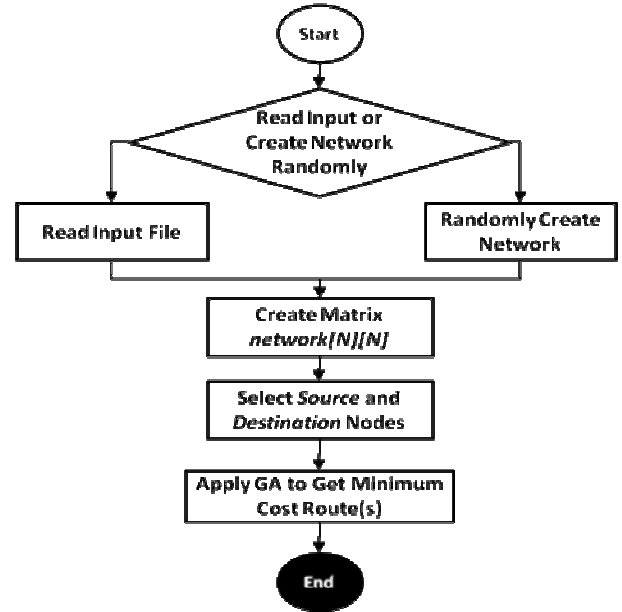 Start
Read Input or
Create Network
Randomly
Read Input File
Randomly Create
Network
Create Matrix
network[N][N]
Select Source and
Destination Nodes
Apply GA to Get Minimum
Cost Route(s)
End